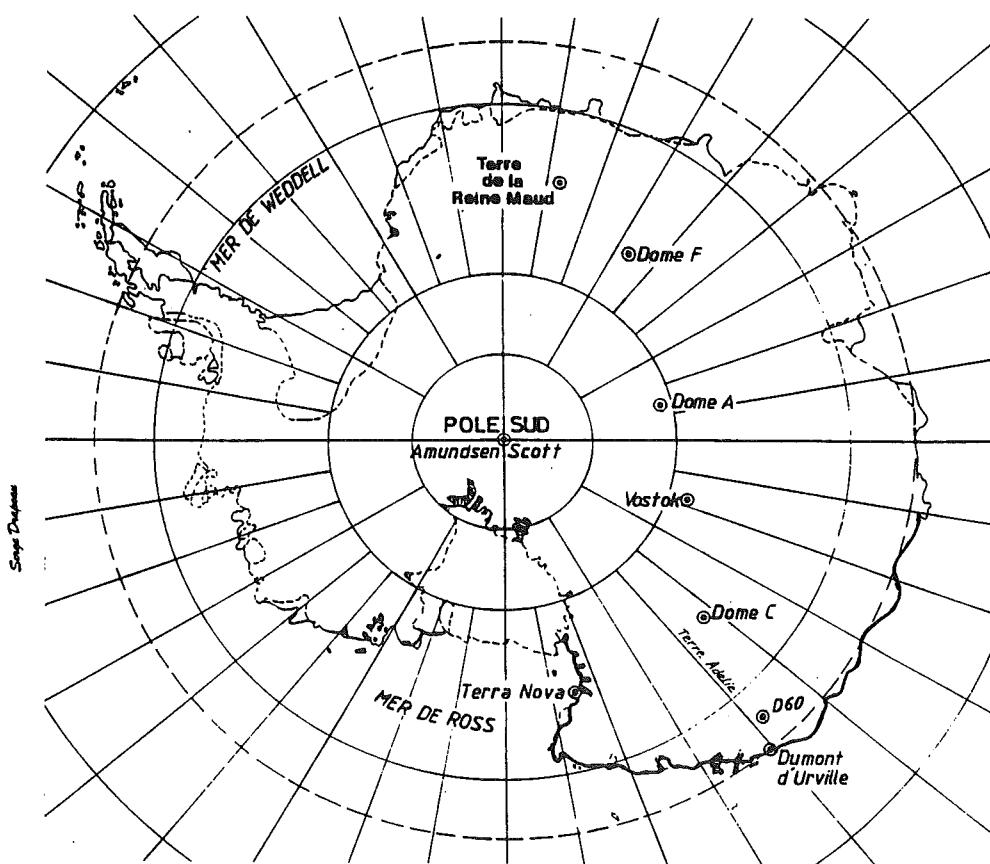 MER DE WEDDELL
Terre
de la
Reine Maud
Dome F
Dome A
POLE SUD
Amundsen Scott
Vostok
Dome C
Terre Adelie
Terra Nova
MER DE ROSS
D60
Dumont
d'Urville